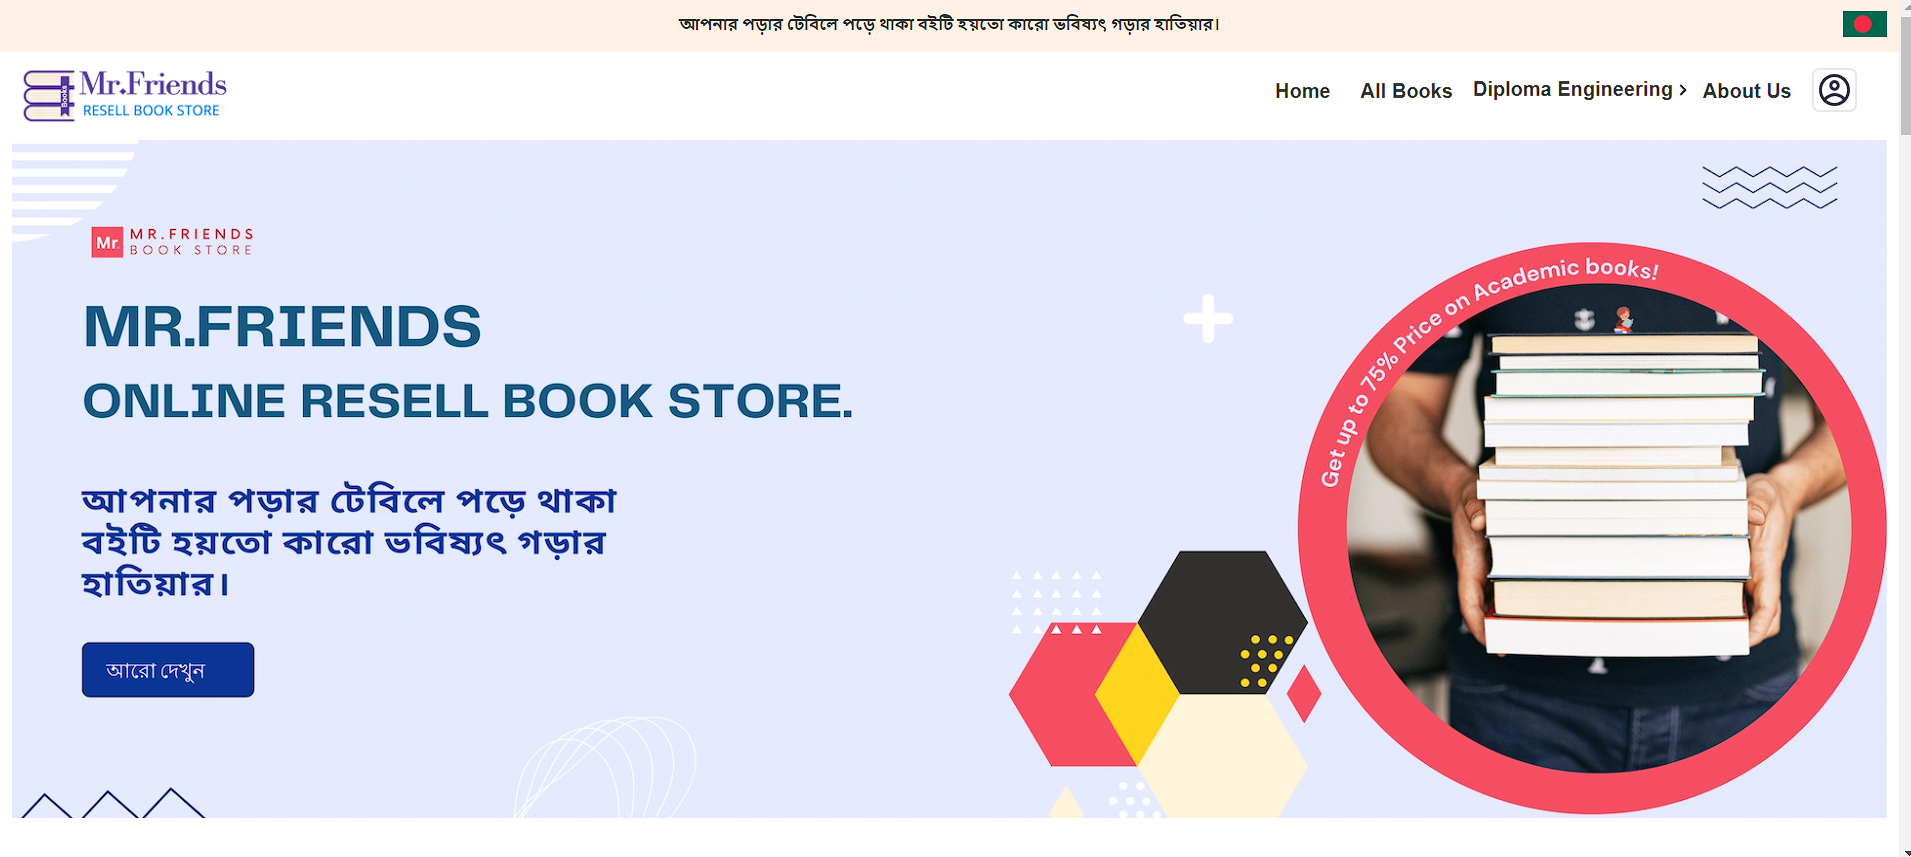 আপনার পড়ার টেবিলে পড়ে থাকা বইটি হয়তো কারো ভবিষ্যৎ গড়ার হাতিয়ার।
Mr.Friends
Books
RESELL BOOK STORE
Home All Books Diploma Engineering > About Us
Mr. MR.FRIENDS
BOOK STORE
MR.FRIENDS
ONLINE RESELL BOOK STORE.
আপনার পড়ার টেবিলে পড়ে থাকা
বইটি হয়তো কারো ভবিষ্যৎ গড়ার
হাতিয়ার।
আরো দেখুন
Get up to 75% Price on Academic books!